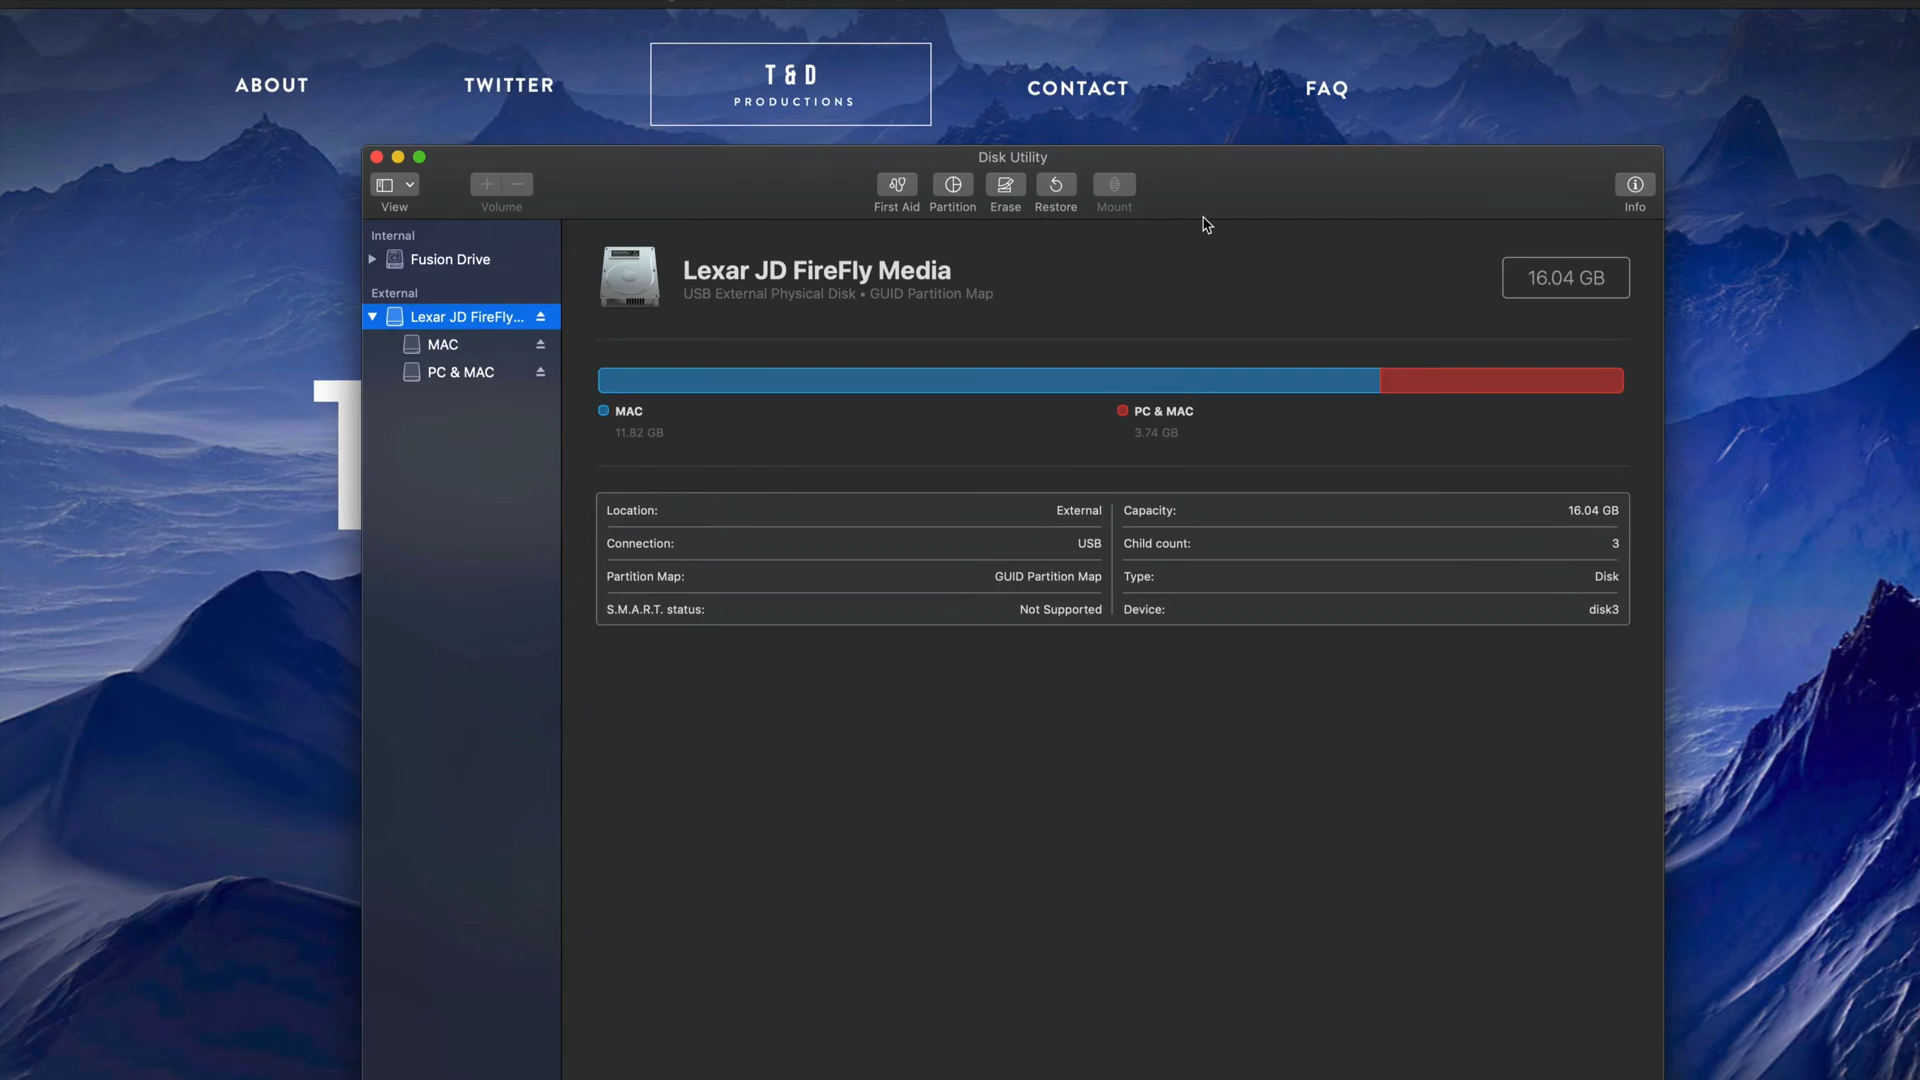 ABOUT
TWITTER
T & D
PRODUCTIONS
CONTACT
FAQ
Disk Utility
View
Volume
First Aid
Partition
Erase
Restore
Mount
Info
Internal
Fusion Drive
External
Lexar JD FireFly...
MAC
PC & MAC
Lexar JD FireFly Media
USB External Physical Disk • GUID Partition Map
16.04 GB
MAC
11.82 GB
PC & MAC
3.74 GB
Location: External
Connection: USB
Partition Map: GUID Partition Map
S.M.A.R.T. status: Not Supported
Capacity: 16.04 GB
Child count: 3
Type: Disk
Device: disk3
T